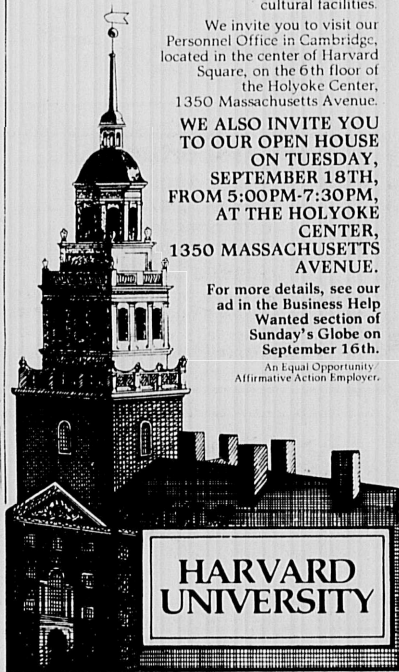 cultural facilities.
We invite you to visit our
Personnel Office in Cambridge,
located in the center of Harvard
Square, on the 6th floor of
the Holyoke Center,
1350 Massachusetts Avenue.
WE ALSO INVITE YOU
TO OUR OPEN HOUSE
ON TUESDAY,
SEPTEMBER 18TH,
FROM 5:00PM-7:30PM,
AT THE HOLYOKE
CENTER,
1350 MASSACHUSETTS
AVENUE.
For more details, see our
ad in the Business Help
Wanted section of
Sunday's Globe on
September 16th.
An Equal Opportunity/
Affirmative Action Employer.
HARVARD
UNIVERSITY